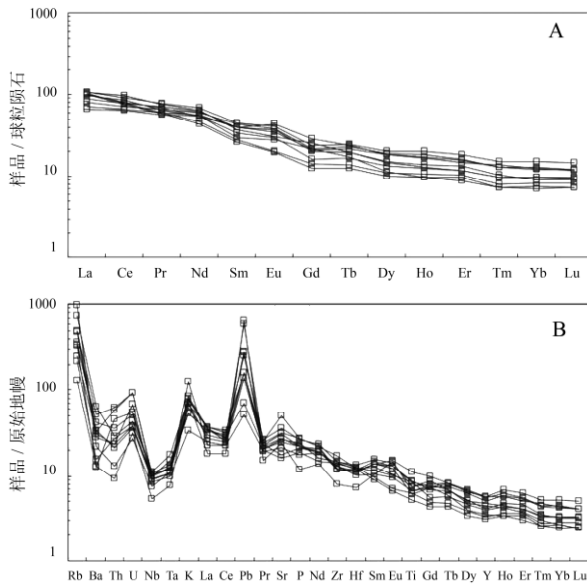 1000
A
100
10
1
样品 / 球粒陨石
La Ce Pr Nd Sm Eu Gd Tb Dy Ho Er Tm Yb Lu
1000
B
100
10
1
样品 / 原始地幔
Rb Ba Th U Nb Ta K La Ce Pb Pr Sr P Nd Zr Hf Sm Eu Ti Gd Tb Dy Y Ho Er Tm Yb Lu